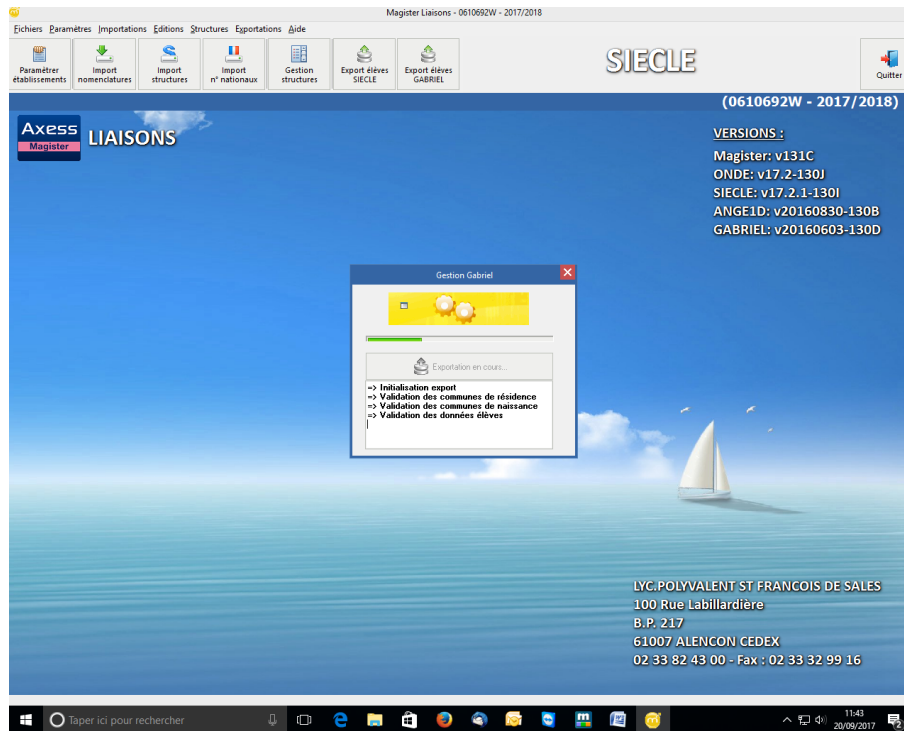 Magister Liaisons - 0610692W - 2017/2018
Fichiers Paramètres Importations Editions Structures Exportations Aide
Paramétrer
établissements
Import
nomenclatures
Import
structures
Import
n° nationaux
Gestion
structures
Export élèves
SIECLE
Export élèves
GABRIEL
SIECLE
Quitter
(0610692W - 2017/2018)
Axess
Magister
LIAISONS
VERSIONS :
Magister: v131C
ONDE: v17.2-130J
SIECLE: v17.2.1-130I
ANGE1D: v20160830-130B
GABRIEL: v20160603-130D
Gestion Gabriel
Exportation en cours...
=> Initialisation export
=> Validation des communes de résidence
=> Validation des communes de naissance
=> Validation des données élèves
LYC.POLYVALENT ST FRANCOIS DE SALES
100 Rue Labillardière
B.P. 217
61007 ALENCON CEDEX
02 33 82 43 00 - Fax : 02 33 32 99 16
Taper ici pour rechercher
11:43
20/09/2017
2